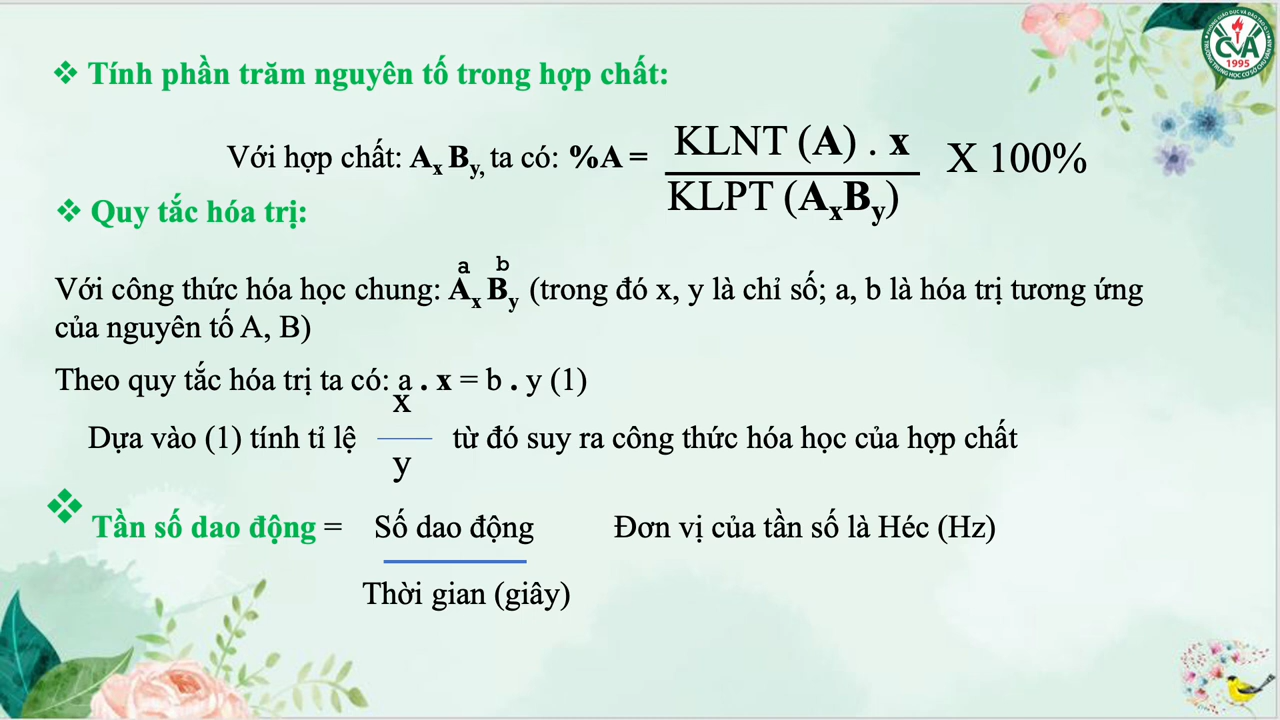 ❖ Tính phần trăm nguyên tố trong hợp chất:
Với hợp chất: AxBy, ta có: %A =
KLNT (A) . x
KLPT (AxBy)
X 100%
❖ Quy tắc hóa trị:
a b
Với công thức hóa học chung: Ax By (trong đó x, y là chỉ số; a, b là hóa trị tương ứng
của nguyên tố A, B)
Theo quy tắc hóa trị ta có: a . x = b . y (1)
x
Dựa vào (1) tính tỉ lệ từ đó suy ra công thức hóa học của hợp chất
y
❖ Tần số dao động = Số dao động Đơn vị của tần số là Héc (Hz)
Thời gian (giây)
CVA
1995